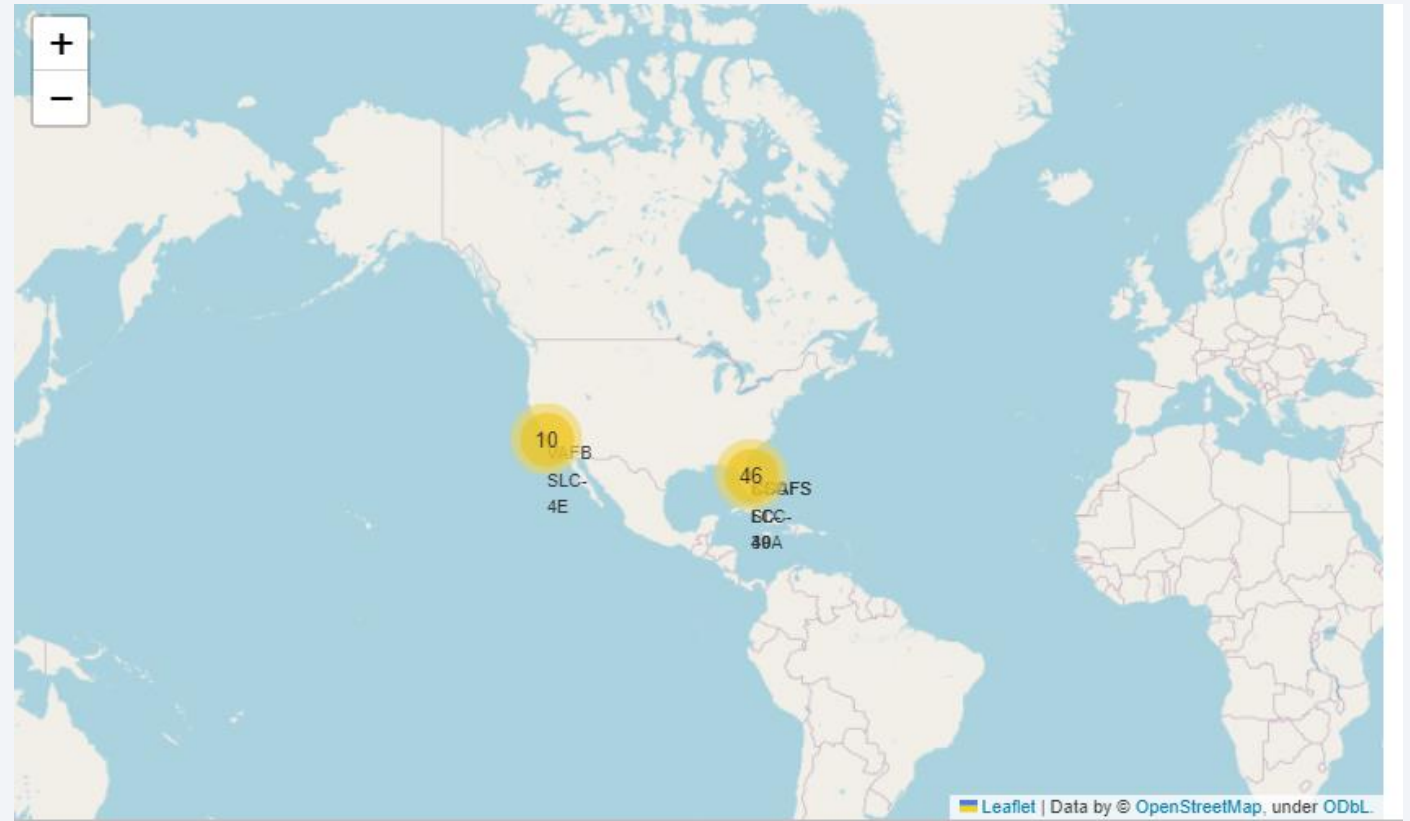 +
−
10
VAFB
SLC-
4E
46
Leaflet | Data by © OpenStreetMap, under ODbL.